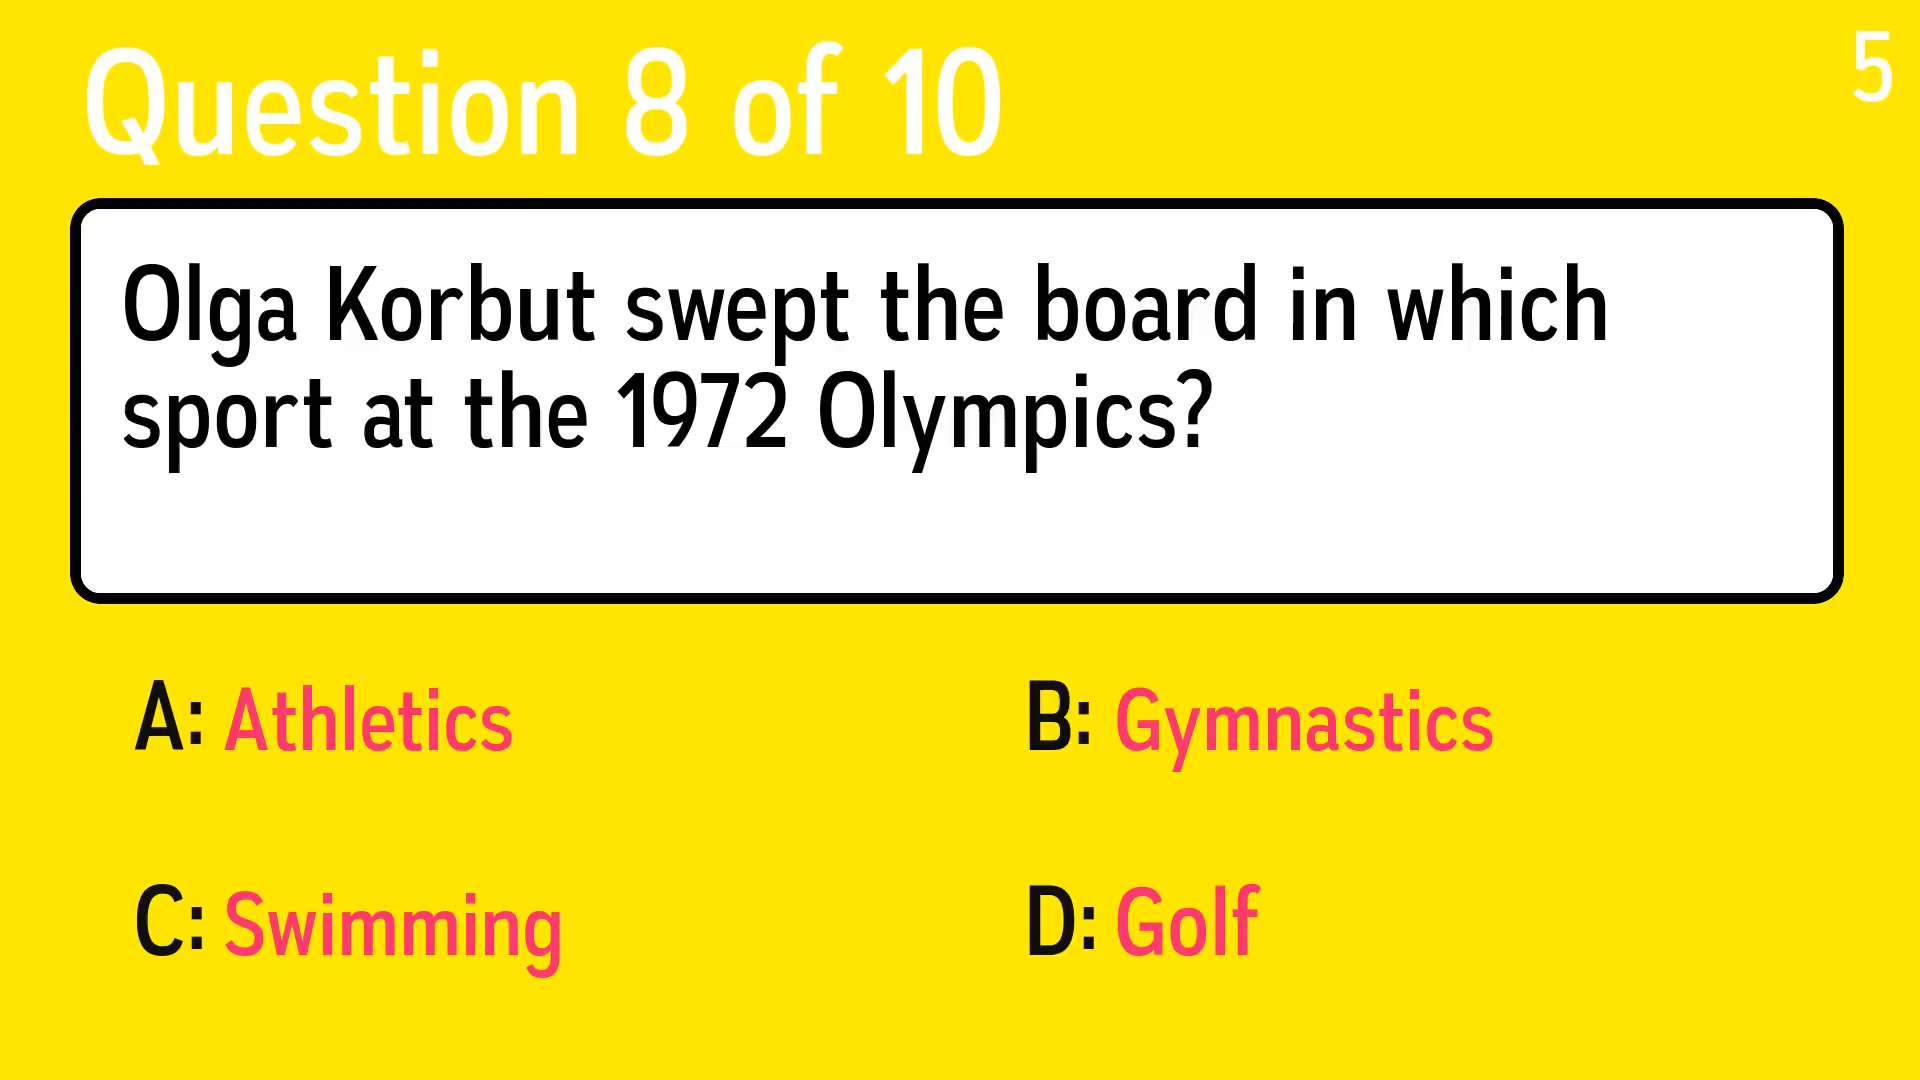 Question 8 of 10
5
Olga Korbut swept the board in which
sport at the 1972 Olympics?
A: Athletics
B: Gymnastics
C: Swimming
D: Golf